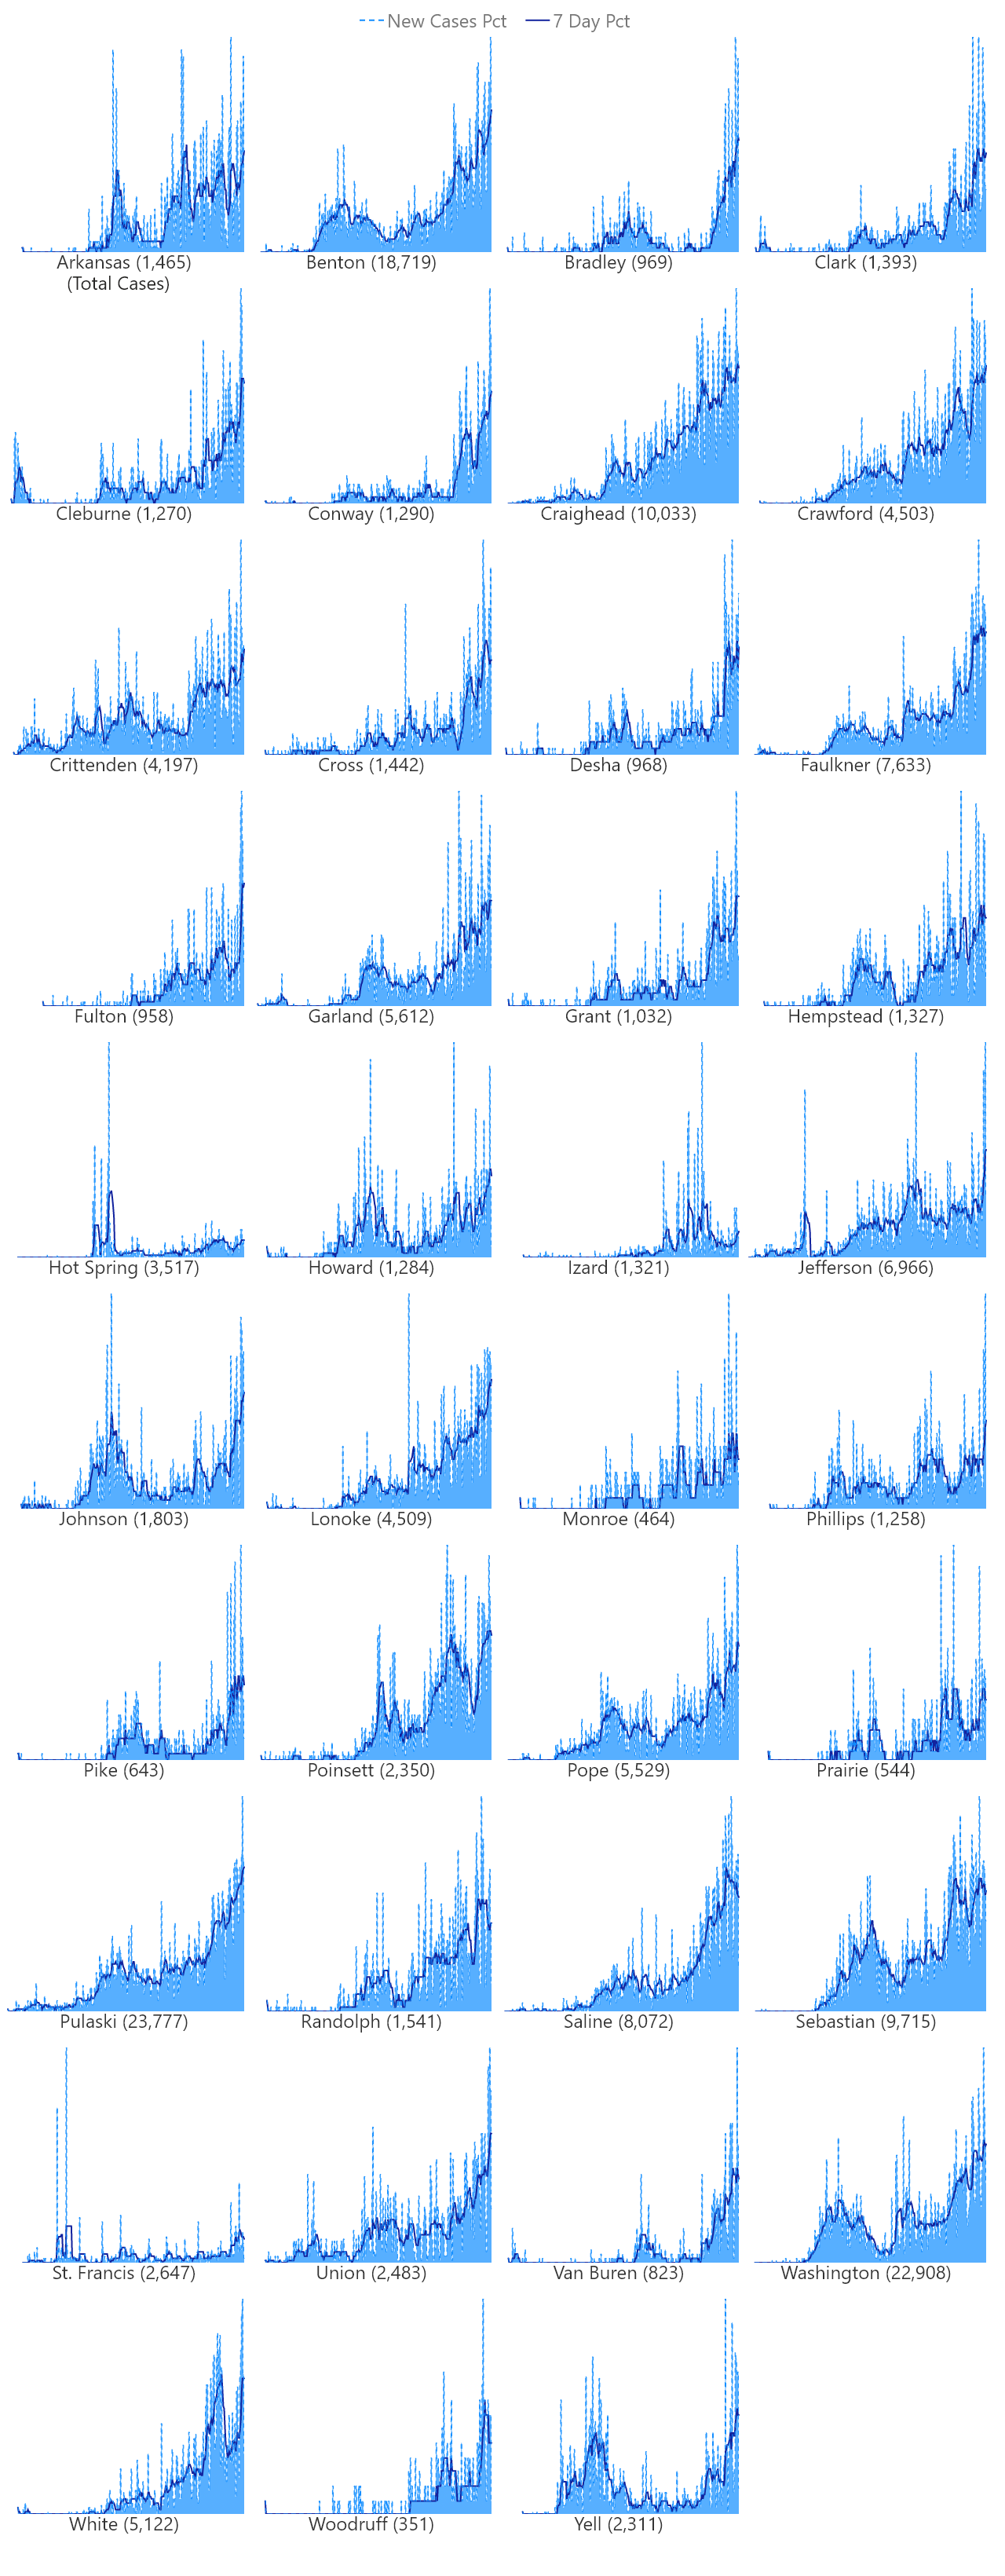 New Cases Pct 7 Day Pct
Arkansas (1,465) Benton (18,719) Bradley (969) Clark (1,393)
(Total Cases)
Cleburne (1,270) Conway (1,290) Craighead (10,033) Crawford (4,503)
Crittenden (4,197) Cross (1,442) Desha (968) Faulkner (7,633)
Fulton (958) Garland (5,612) Grant (1,032) Hempstead (1,327)
Hot Spring (3,517) Howard (1,284) Izard (1,321) Jefferson (6,966)
Johnson (1,803) Lonoke (4,509) Monroe (464) Phillips (1,258)
Pike (643) Poinsett (2,350) Pope (5,529) Prairie (544)
Pulaski (23,777) Randolph (1,541) Saline (8,072) Sebastian (9,715)
St. Francis (2,647) Union (2,483) Van Buren (823) Washington (22,908)
White (5,122) Woodruff (351) Yell (2,311)